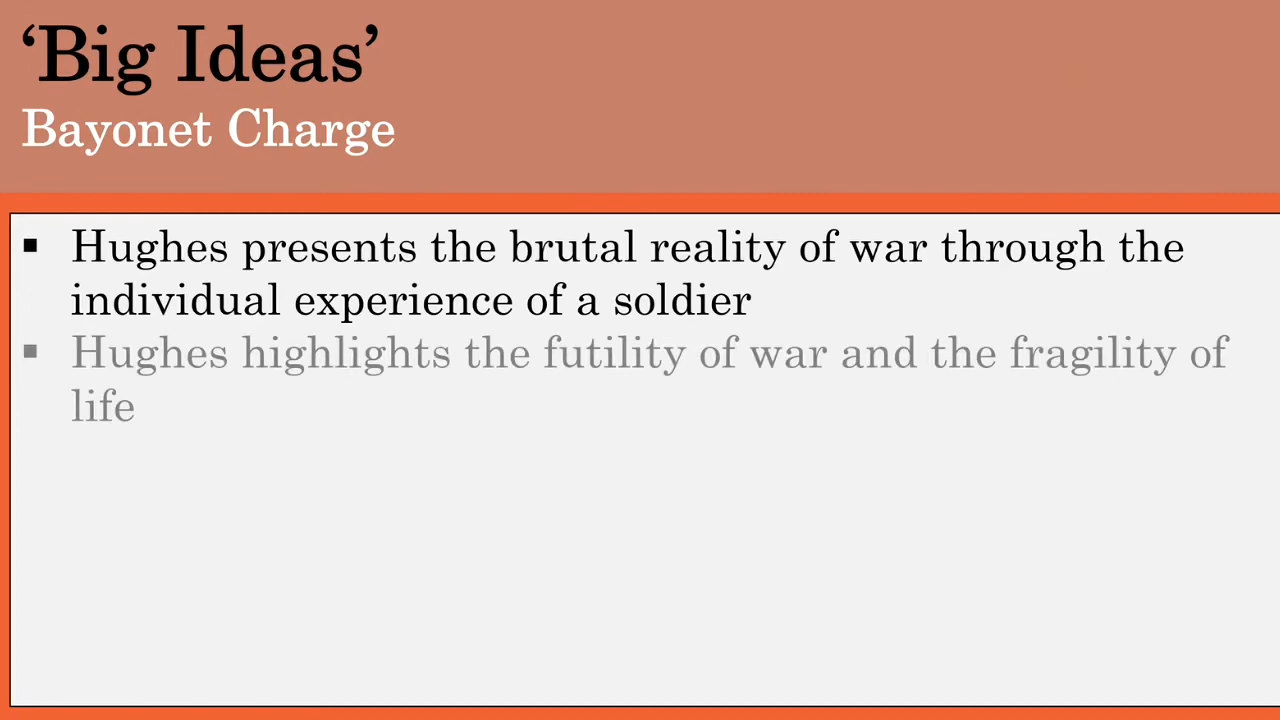 ‘Big Ideas’
Bayonet Charge
▪ Hughes presents the brutal reality of war through the
individual experience of a soldier
▪ Hughes highlights the futility of war and the fragility of
life